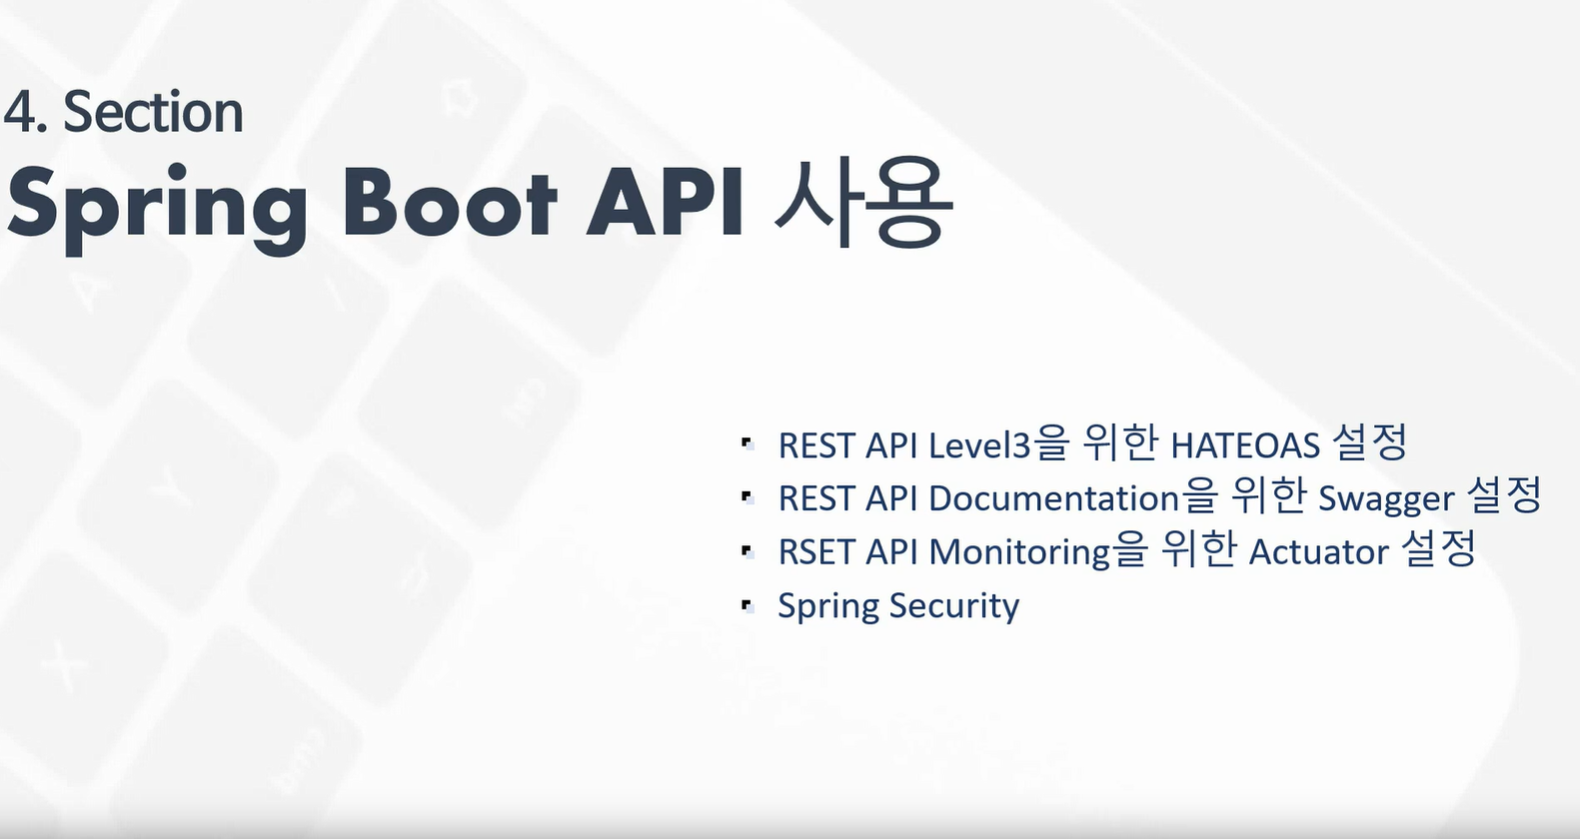 4. Section
Spring Boot API 사용
REST API Level3을 위한 HATEOAS 설정
REST API Documentation을 위한 Swagger 설정
RSET API Monitoring을 위한 Actuator 설정
Spring Security